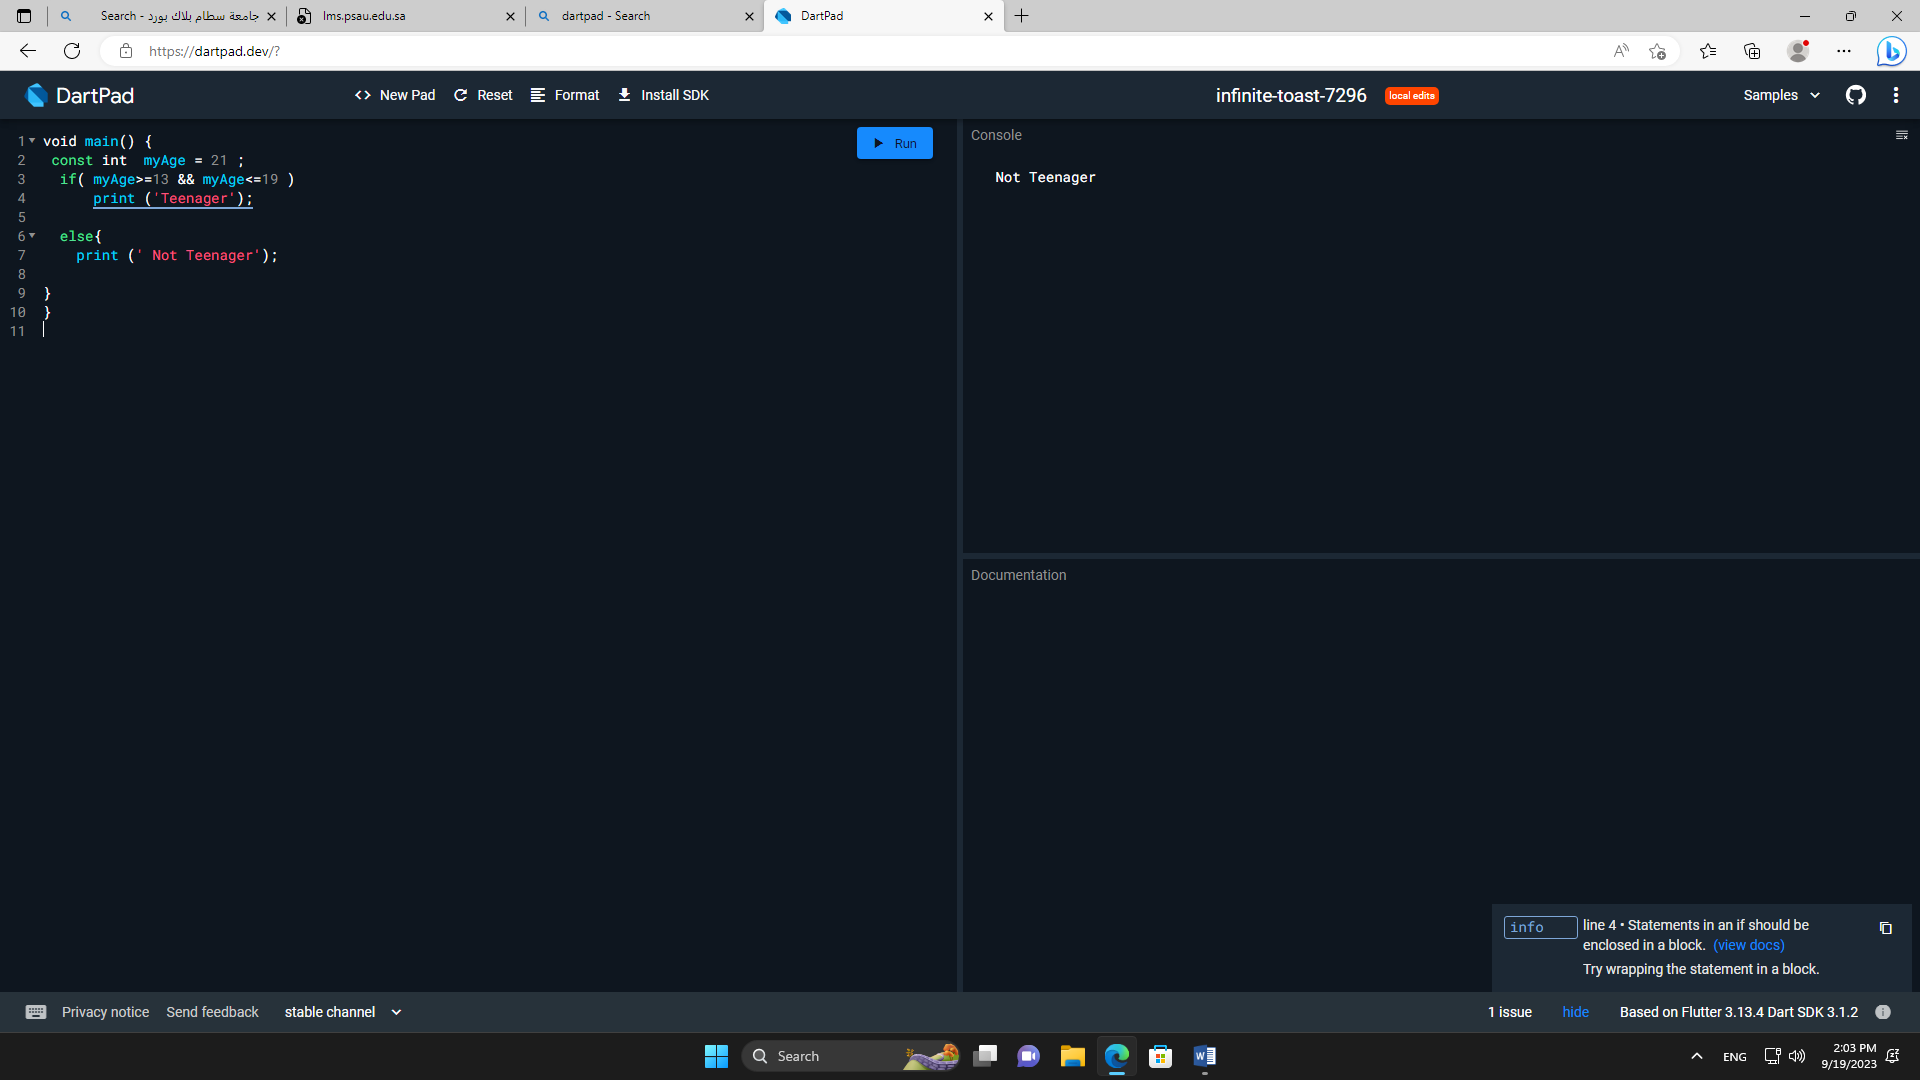 Search - جامعة سطام بلاك بورد
lms.psau.edu.sa
dartpad - Search
DartPad
https://dartpad.dev/?
DartPad
New Pad
Reset
Format
Install SDK
infinite-toast-7296
local edits
Samples
1 void main() {
2 const int  myAge = 21 ;
3 if( myAge>=13 && myAge<=19 )
4 print ('Teenager');
5
6 else{
7 print (' Not Teenager');
8
9 }
10 }
11
Run
Console
Not Teenager
Documentation
info
line 4 • Statements in an if should be
enclosed in a block. (view docs)
Try wrapping the statement in a block.
Privacy notice
Send feedback
stable channel
1 issue
hide
Based on Flutter 3.13.4 Dart SDK 3.1.2
Search
ENG
2:03 PM
9/19/2023